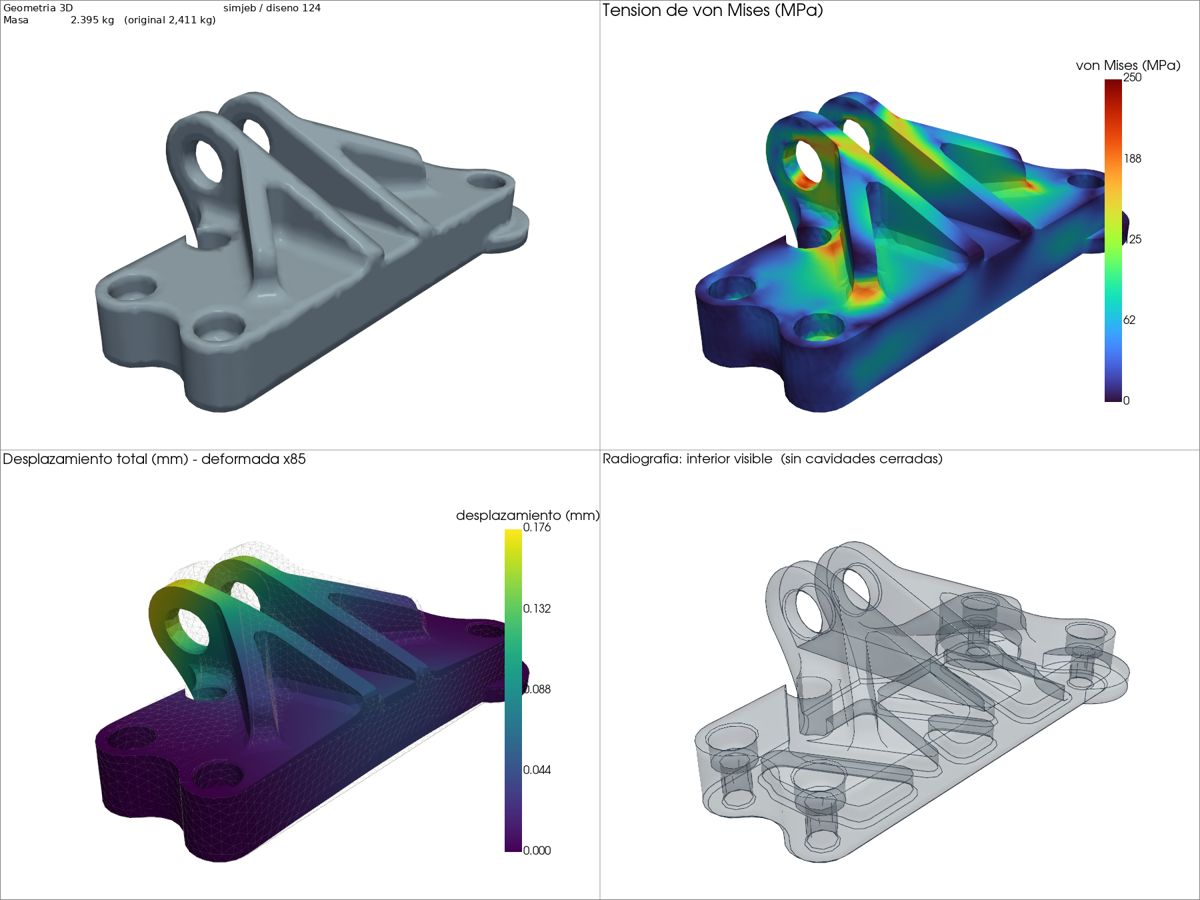 Geometria 3D simjeb / diseno 124
Masa 2.395 kg (original 2,411 kg)
Tension de von Mises (MPa)
von Mises (MPa)
250
188
125
62
0
Desplazamiento total (mm) - deformada x85
desplazamiento (mm)
0.176
0.132
0.088
0.044
0.000
Radiografia: interior visible (sin cavidades cerradas)